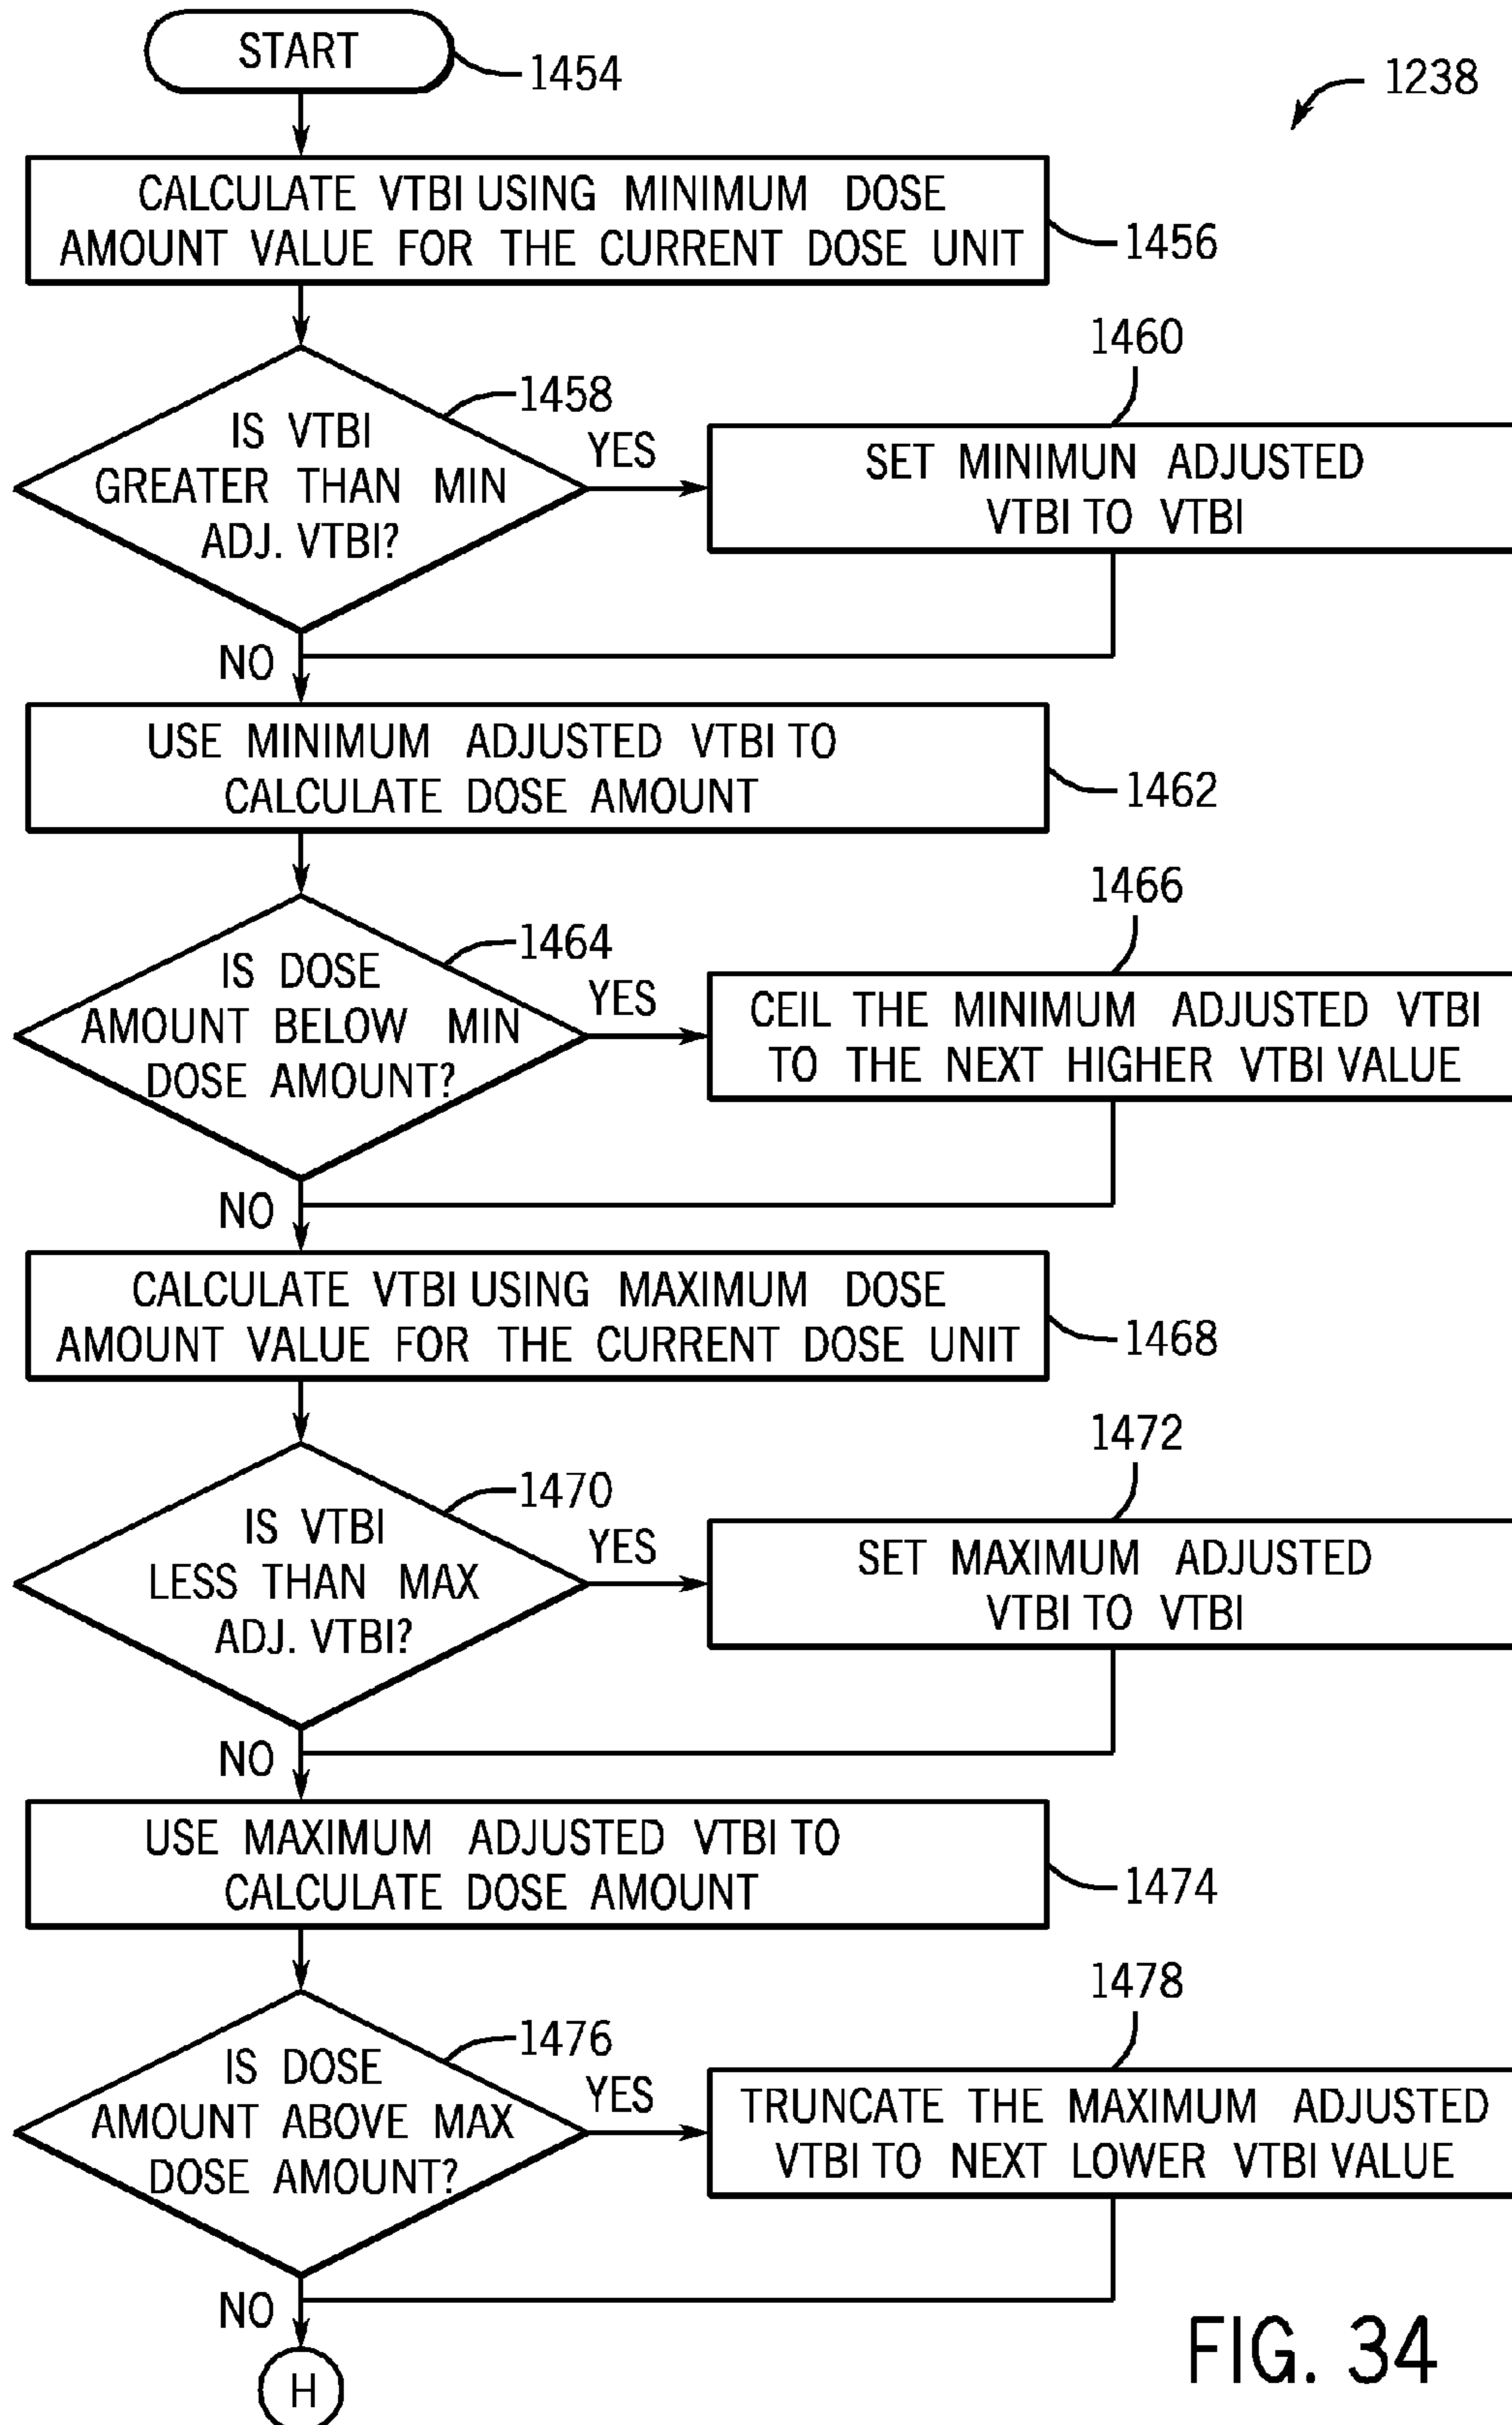 START
1454
1238
CALCULATE VTBI USING MINIMUM DOSE
AMOUNT VALUE FOR THE CURRENT DOSE UNIT
1456
1458
IS VTBI
GREATER THAN MIN
ADJ. VTBI?
YES
1460
SET MINIMUN ADJUSTED
VTBI TO VTBI
NO
USE MINIMUM ADJUSTED VTBI TO
CALCULATE DOSE AMOUNT
1462
1464
IS DOSE
AMOUNT BELOW MIN
DOSE AMOUNT?
YES
1466
CEIL THE MINIMUM ADJUSTED VTBI
TO THE NEXT HIGHER VTBI VALUE
NO
CALCULATE VTBI USING MAXIMUM DOSE
AMOUNT VALUE FOR THE CURRENT DOSE UNIT
1468
1470
IS VTBI
LESS THAN MAX
ADJ. VTBI?
YES
1472
SET MAXIMUM ADJUSTED
VTBI TO VTBI
NO
USE MAXIMUM ADJUSTED VTBI TO
CALCULATE DOSE AMOUNT
1474
1476
IS DOSE
AMOUNT ABOVE MAX
DOSE AMOUNT?
YES
1478
TRUNCATE THE MAXIMUM ADJUSTED
VTBI TO NEXT LOWER VTBI VALUE
NO
H
FIG. 34